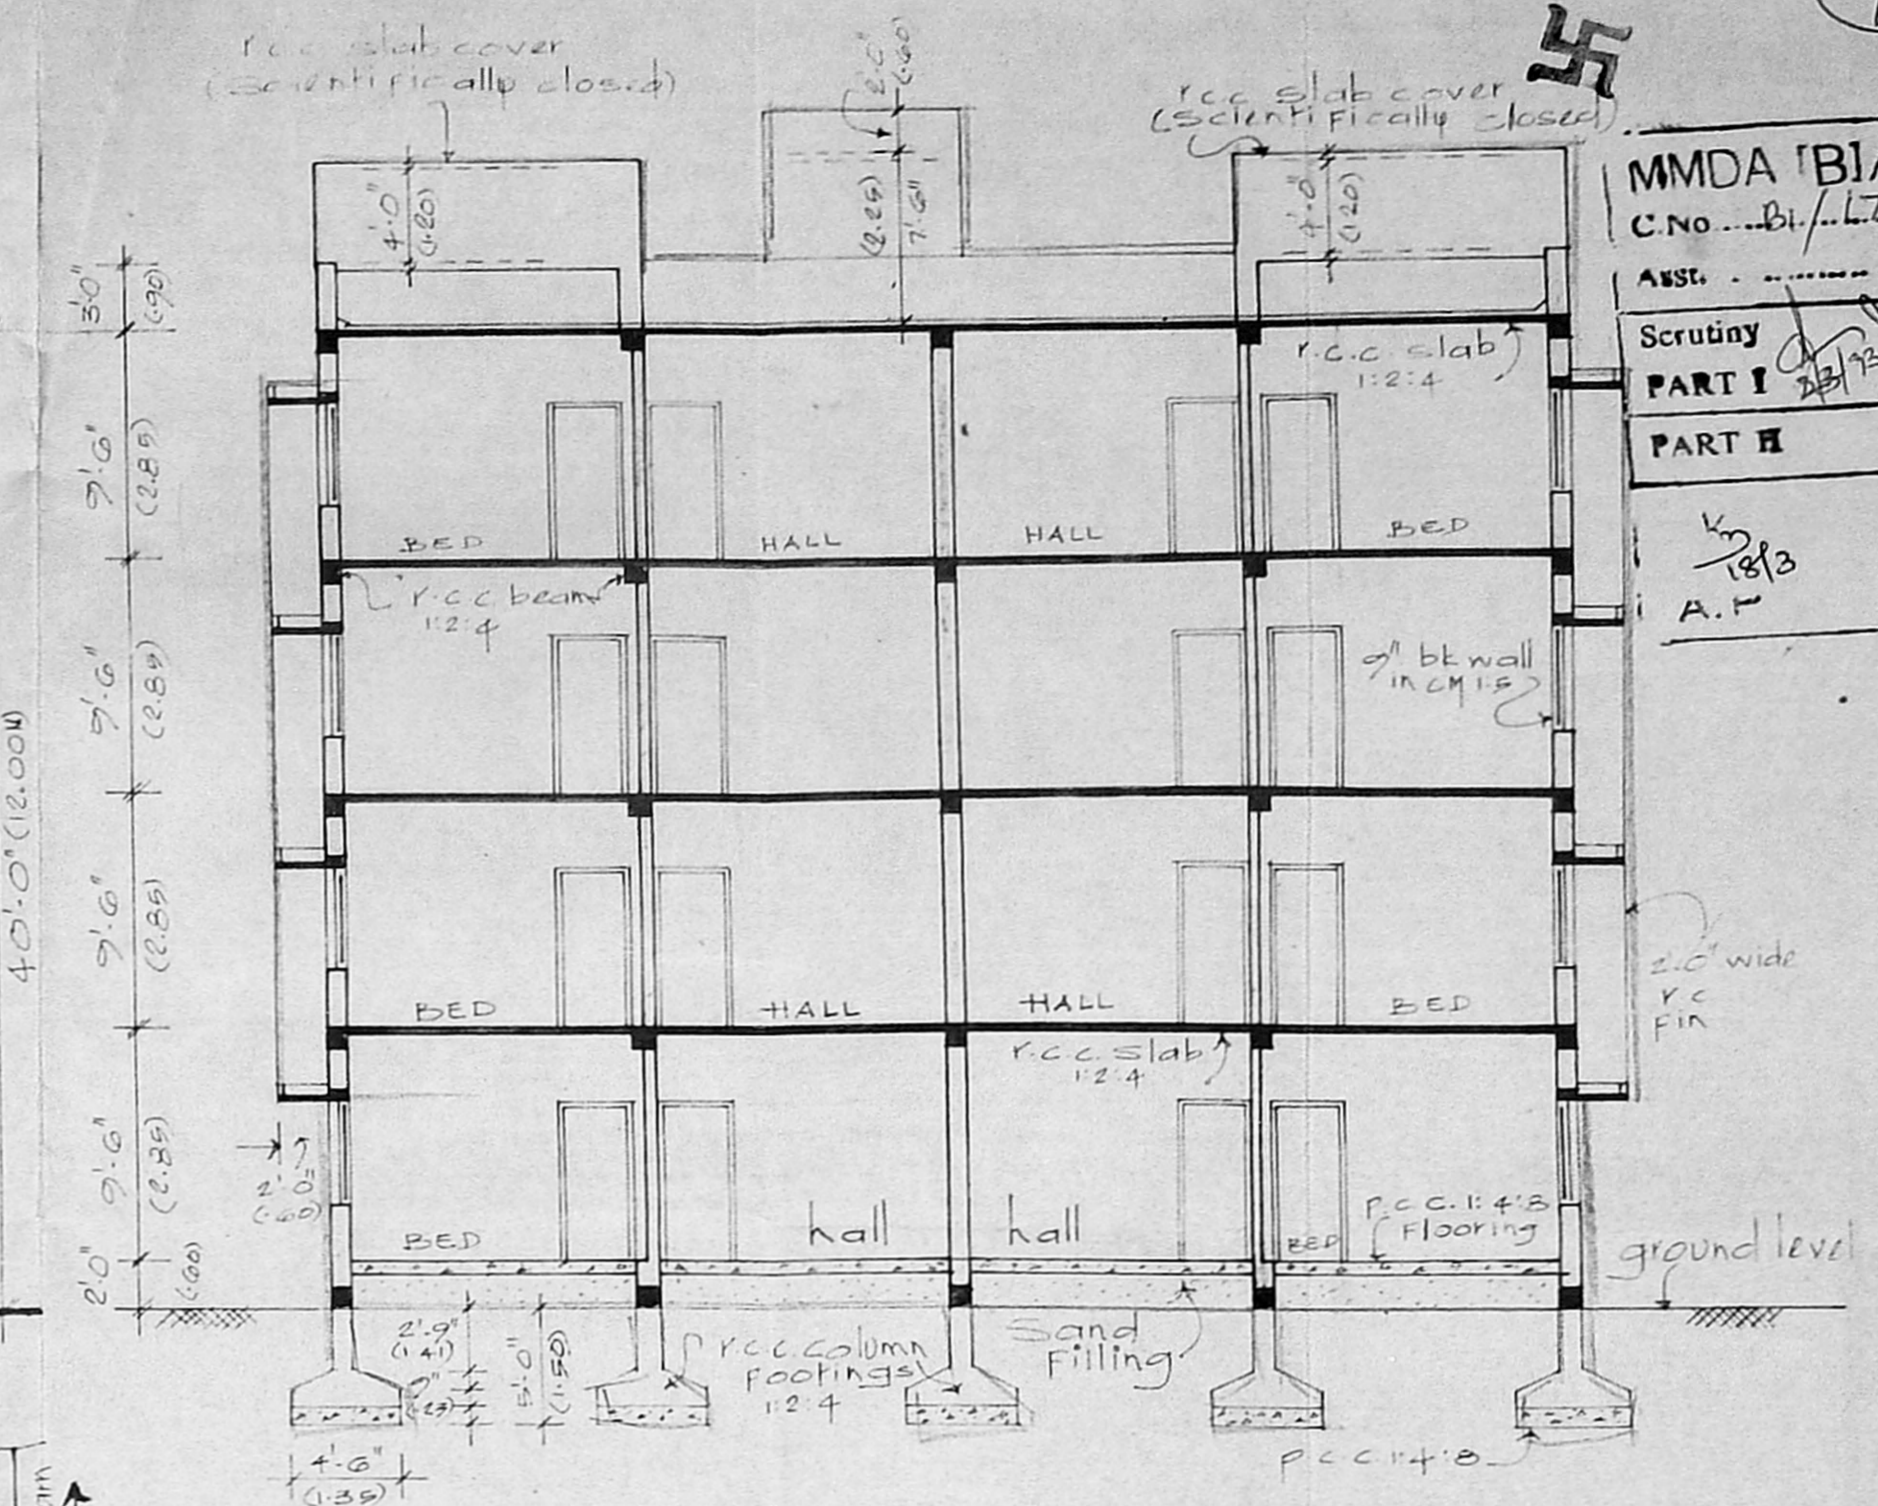 r.c.c. slab cover
(Scientifically closed)
2'.0"
(.60)
r.c.c slab cover
(Scientifically closed)
MMDA [B]
C.No
Asst.
Scrutiny
PART I
PART II
18/3
4'.0"
(1.20)
(2.25)
7'.6"
4'.0"
(1.20)
3'.0"
(.90)
r.c.c. slab
1:2:4
9'.6"
(2.85)
BED
HALL
HALL
BED
r.c.c beam
1:2:4
9'.6"
(2.85)
9" bk wall
in CM 1:5
40'.0" (12.00M)
9'.6"
(2.85)
BED
HALL
HALL
BED
2'.0" wide
r c
fin
r.c.c. slab
1:2:4
9'.6"
(2.85)
2'.0"
(.60)
BED
hall
hall
BED
p.c.c. 1:4:8
Flooring
ground level
2'.0"
(.60)
2'.9"
(1.41)
5'.0"
(1.50)
r.c.c. column
footings
1:2:4
Sand
Filling
4'.6"
(1.35)
p.c.c. 1:4:8